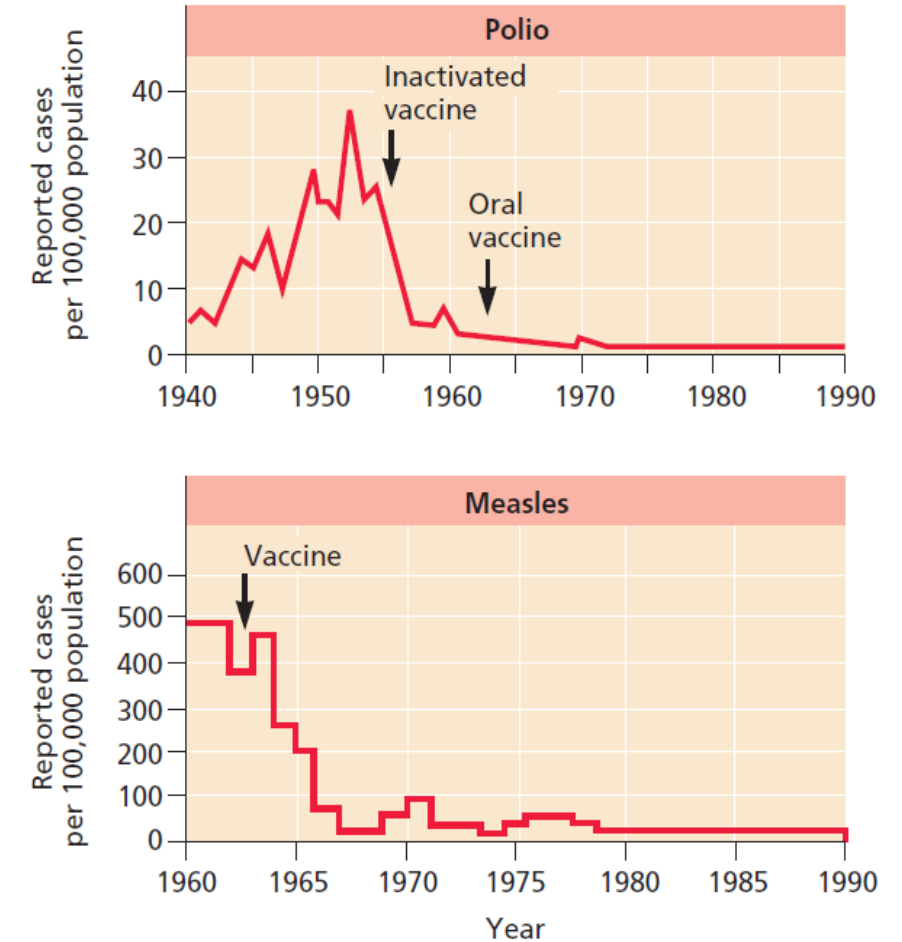 Polio
Reported cases
per 100,000 population
40
30
20
10
0
Inactivated
vaccine
Oral
vaccine
1940 1950 1960 1970 1980 1990
Measles
Reported cases
per 100,000 population
600
500
400
300
200
100
0
Vaccine
1960 1965 1970 1975 1980 1985 1990
Year